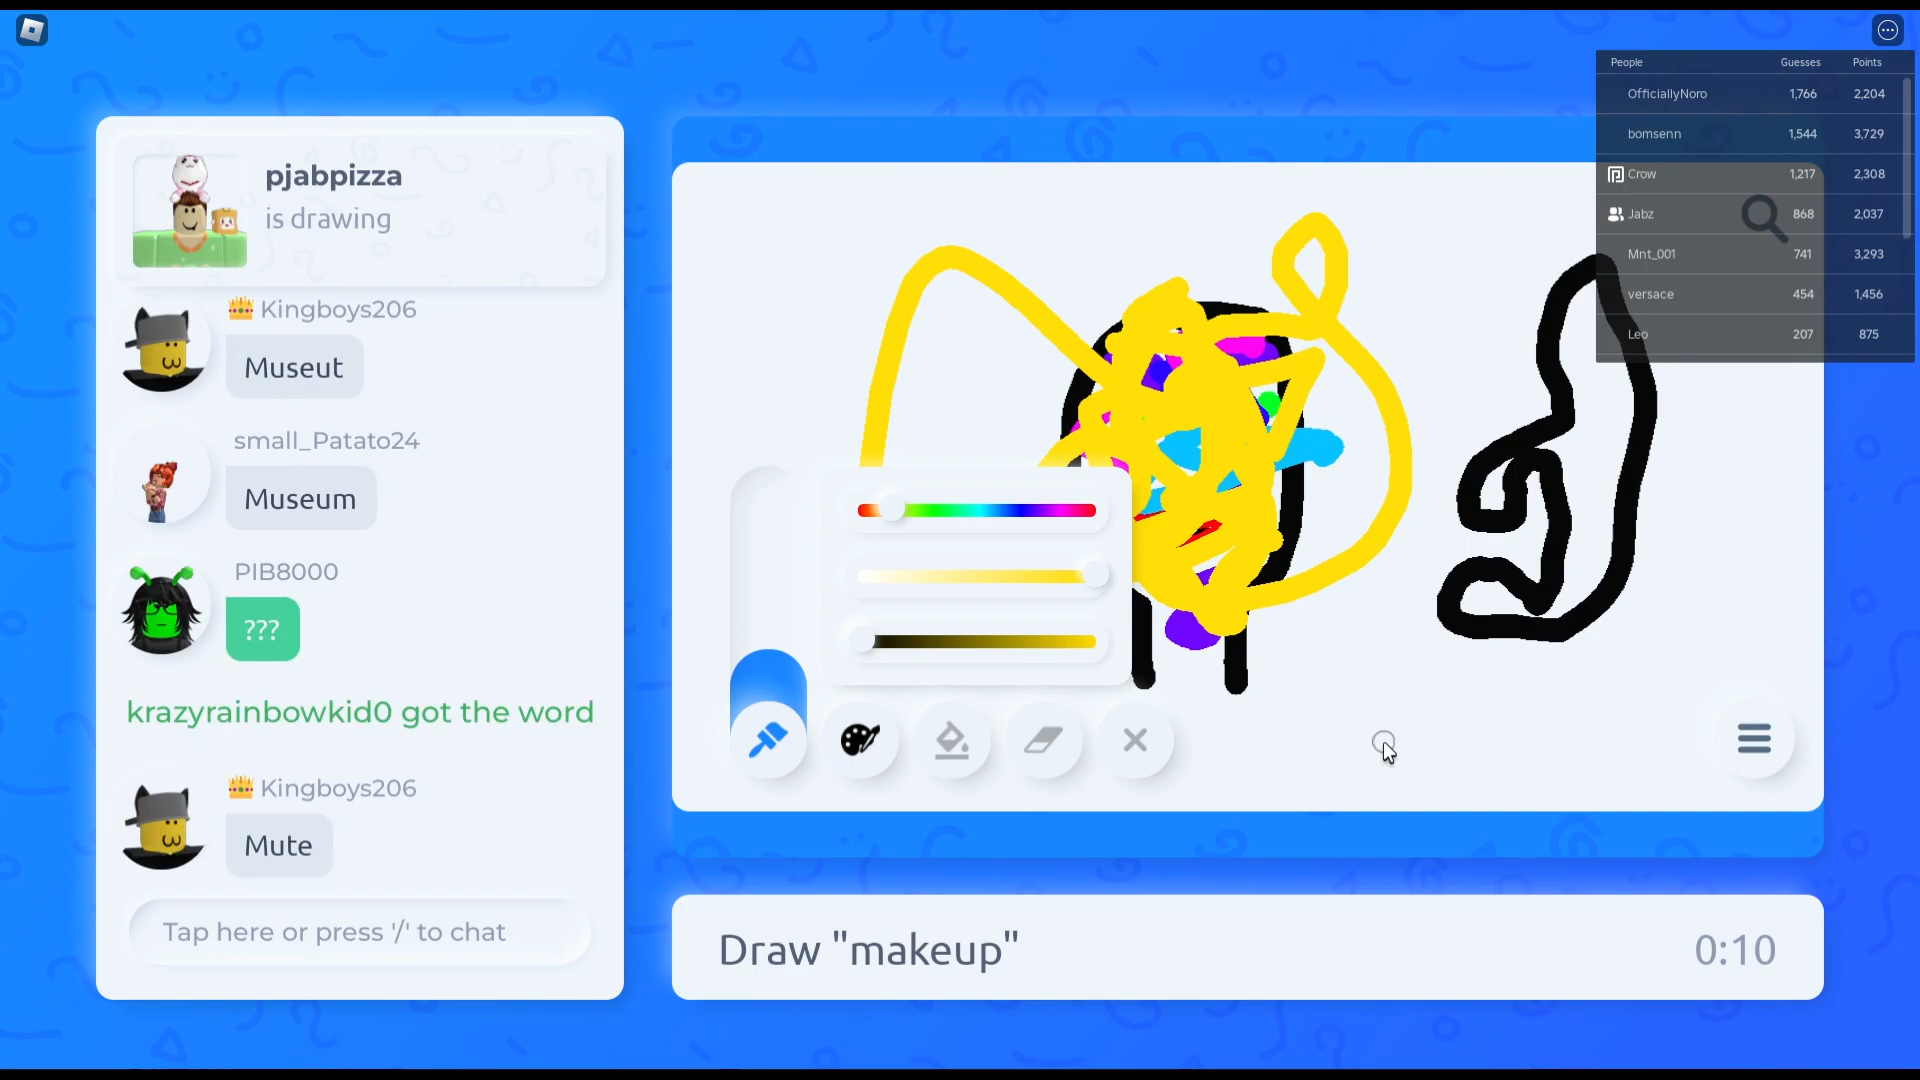 pjabpizza
is drawing
Kingboys206
Museut
small_Patato24
Museum
PIB8000
???
krazyrainbowkid0 got the word
Kingboys206
Mute
Tap here or press '/' to chat
People Guesses Points
OfficiallyNoro 1,766 2,204
bomsenn 1,544 3,729
Crow 1,217 2,308
Jabz 868 2,037
Mnt_001 741 3,293
versace 454 1,456
Leo 207 875
Draw "makeup" 0:10